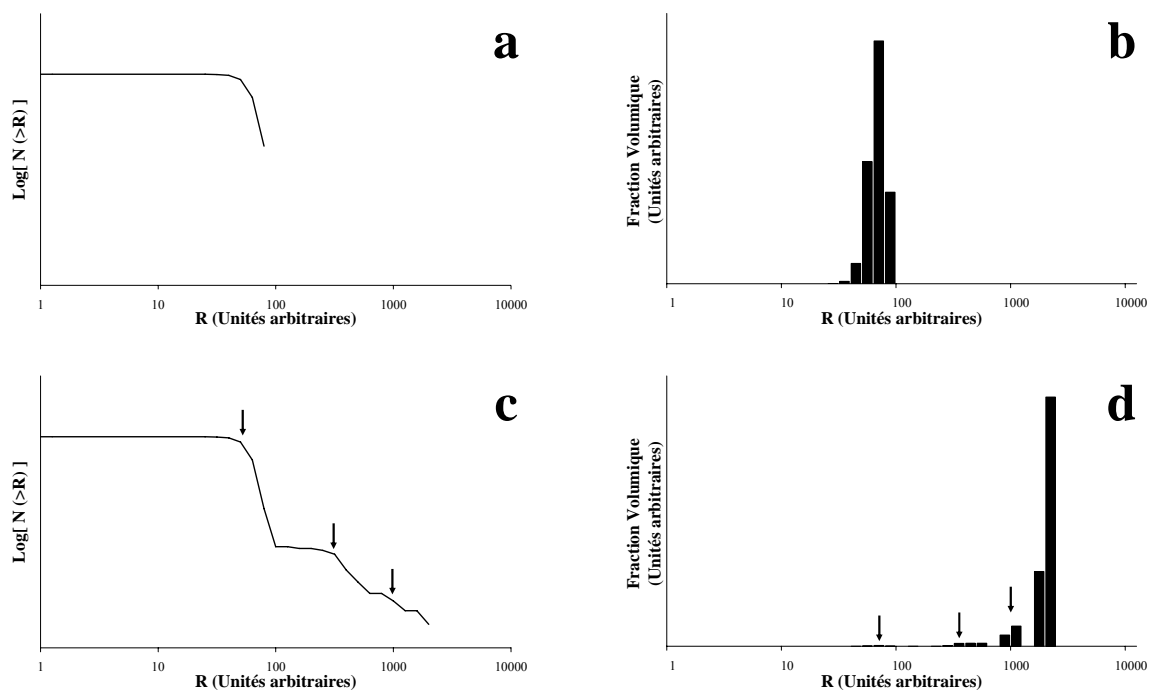 a
Log[ N (>R) ]
1 10 100 1000 10000
R (Unités arbitraires)
b
Fraction Volumique
(Unités arbitraires)
1 10 100 1000 10000
R (Unités arbitraires)
c
Log[ N (>R) ]
1 10 100 1000 10000
R (Unités arbitraires)
d
Fraction Volumique
(Unités arbitraires)
1 10 100 1000 10000
R (Unités arbitraires)